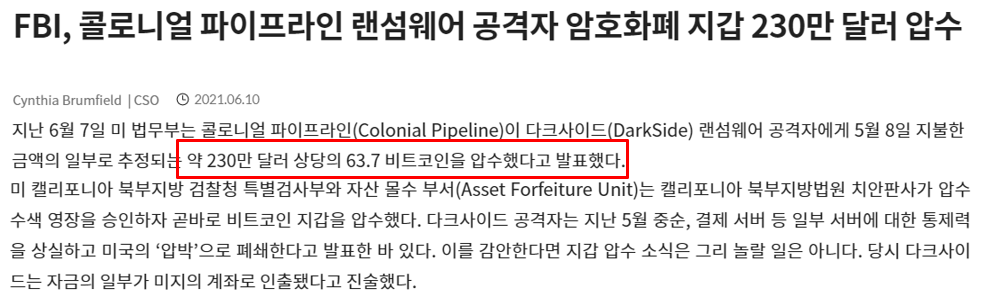 FBI, 콜로니얼 파이프라인 랜섬웨어 공격자 암호화폐 지갑 230만 달러 압수
Cynthia Brumfield | CSO 2021.06.10
지난 6월 7일 미 법무부는 콜로니얼 파이프라인(Colonial Pipeline)이 다크사이드(DarkSide) 랜섬웨어 공격자에게 5월 8일 지불한
금액의 일부로 추정되는 약 230만 달러 상당의 63.7 비트코인을 압수했다고 발표했다.
미 캘리포니아 북부지방 검찰청 특별검사부와 자산 몰수 부서(Asset Forfeiture Unit)는 캘리포니아 북부지방법원 치안판사가 압수
수색 영장을 승인하자 곧바로 비트코인 지갑을 압수했다. 다크사이드 공격자는 지난 5월 중순, 결제 서버 등 일부 서버에 대한 통제력
을 상실하고 미국의 ‘압박’으로 폐쇄한다고 발표한 바 있다. 이를 감안한다면 지갑 압수 소식은 그리 놀랄 일은 아니다. 당시 다크사이
드는 자금의 일부가 미지의 계좌로 인출됐다고 진술했다.